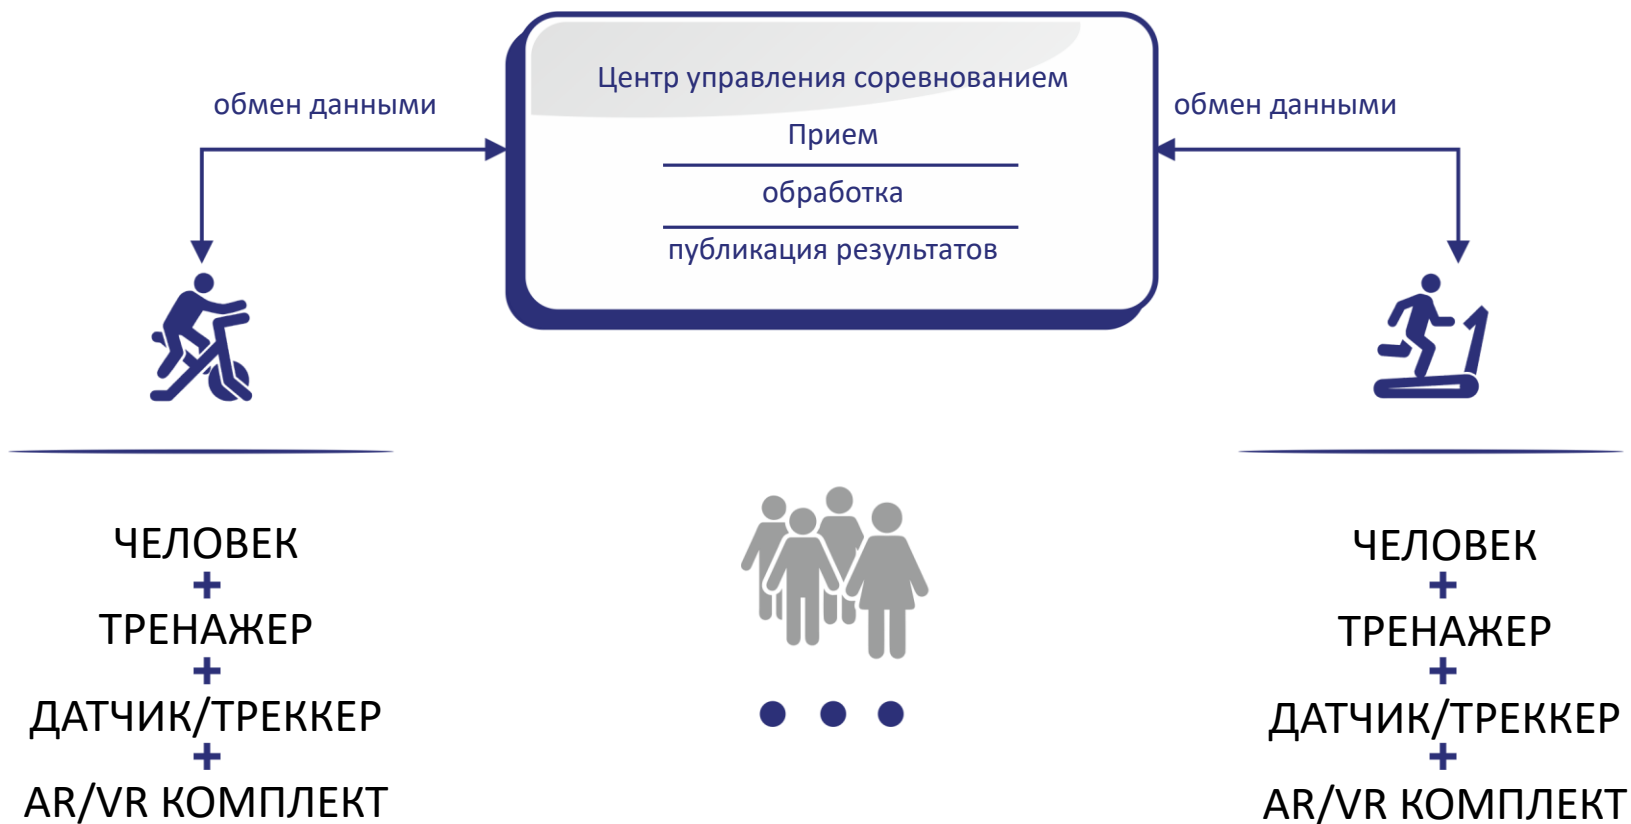 Центр управления соревнованием
Прием
обработка
публикация результатов
обмен данными
обмен данными
ЧЕЛОВЕК
+
ТРЕНАЖЕР
+
ДАТЧИК/ТРЕККЕР
+
AR/VR КОМПЛЕКТ
ЧЕЛОВЕК
+
ТРЕНАЖЕР
+
ДАТЧИК/ТРЕККЕР
+
AR/VR КОМПЛЕКТ